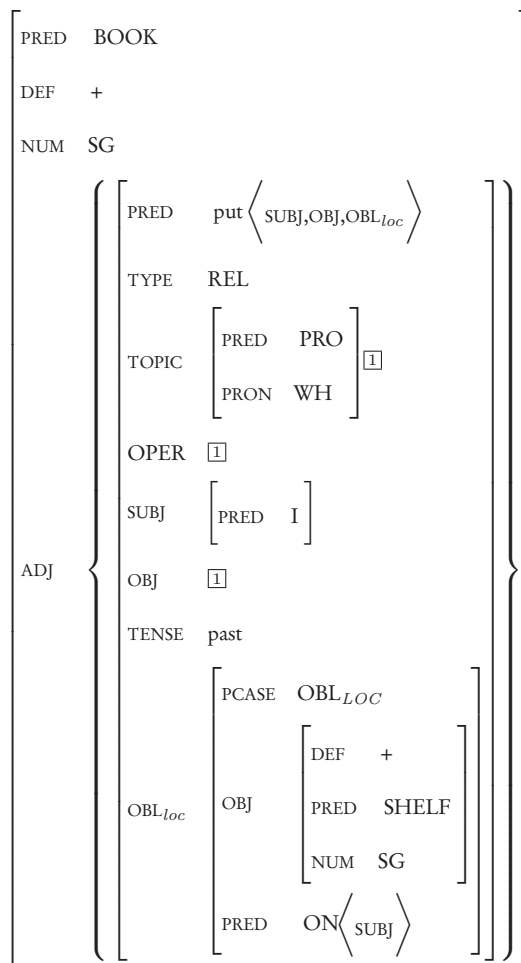 PRED BOOK
DEF +
NUM SG
PRED put⟨SUBJ,OBJ,OBL_loc⟩
TYPE REL
PRED PRO
TOPIC 1
PRON WH
OPER 1
SUBJ PRED I
ADJ
OBJ 1
TENSE past
PCASE OBL_LOC
DEF +
OBL_loc OBJ PRED SHELF
NUM SG
PRED ON⟨SUBJ⟩